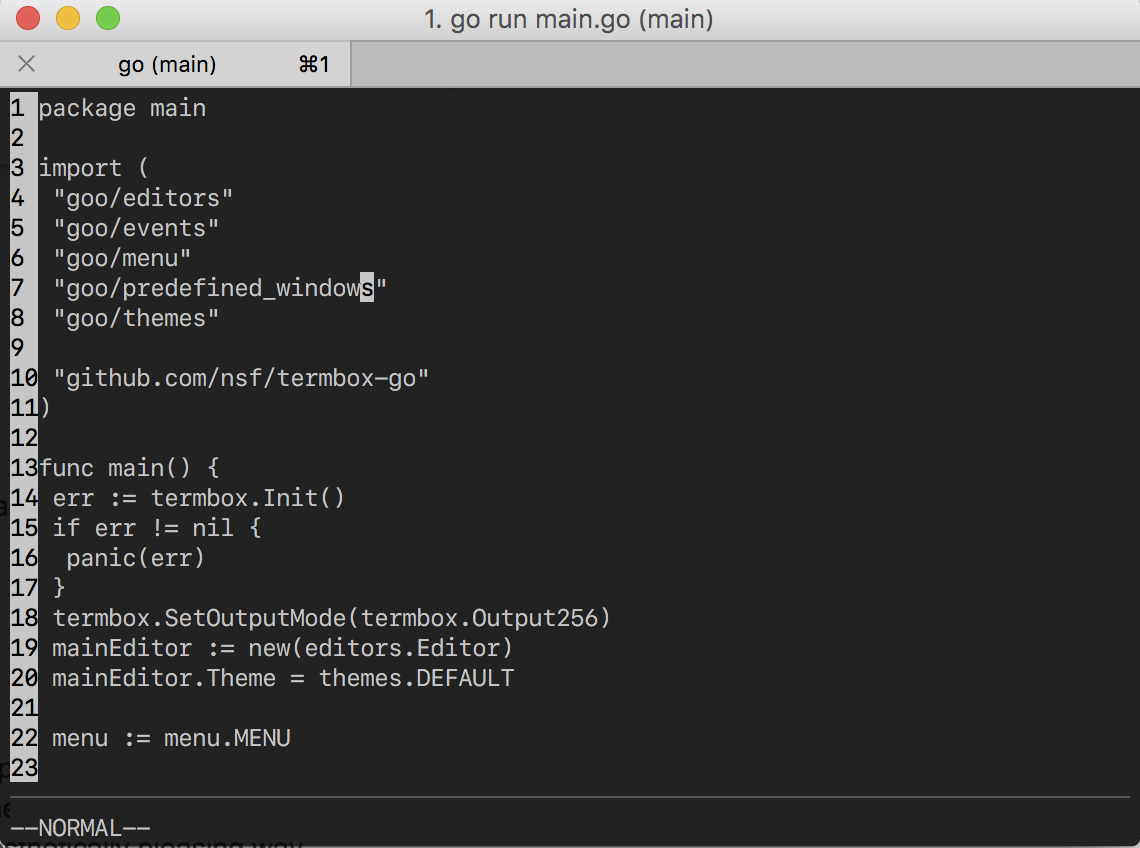 1. go run main.go (main)
go (main) ⌘1
1 package main
2
3 import (
4  "goo/editors"
5  "goo/events"
6  "goo/menu"
7  "goo/predefined_windows"
8  "goo/themes"
9
10  "github.com/nsf/termbox-go"
11 )
12
13 func main() {
14  err := termbox.Init()
15  if err != nil {
16   panic(err)
17  }
18  termbox.SetOutputMode(termbox.Output256)
19  mainEditor := new(editors.Editor)
20  mainEditor.Theme = themes.DEFAULT
21
22  menu := menu.MENU
23
--NORMAL--